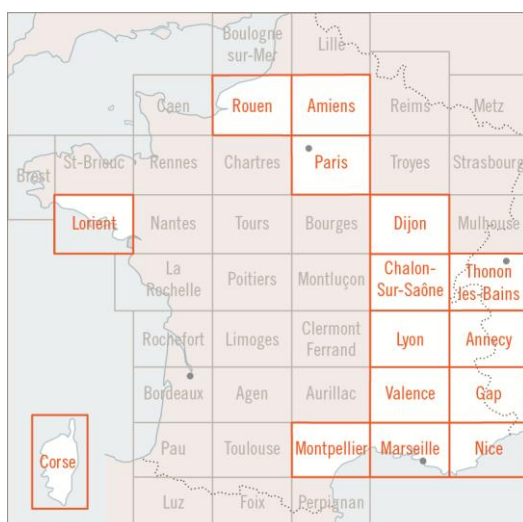 Boulogne
sur-Mer
Lille
Caen
Rouen
Amiens
Reims
Metz
Brest
St-Brieuc
Rennes
Chartres
Paris
Troyes
Strasbourg
Lorient
Nantes
Tours
Bourges
Dijon
Mulhouse
La
Rochelle
Poitiers
Montluçon
Chalon-
Sur-Saône
Thonon
les-Bains
Rochefort
Limoges
Clermont
Ferrand
Lyon
Annecy
Bordeaux
Agen
Aurillac
Valence
Gap
Corse
Pau
Toulouse
Montpellier
Marseille
Nice
Luz
Foix
Perpignan